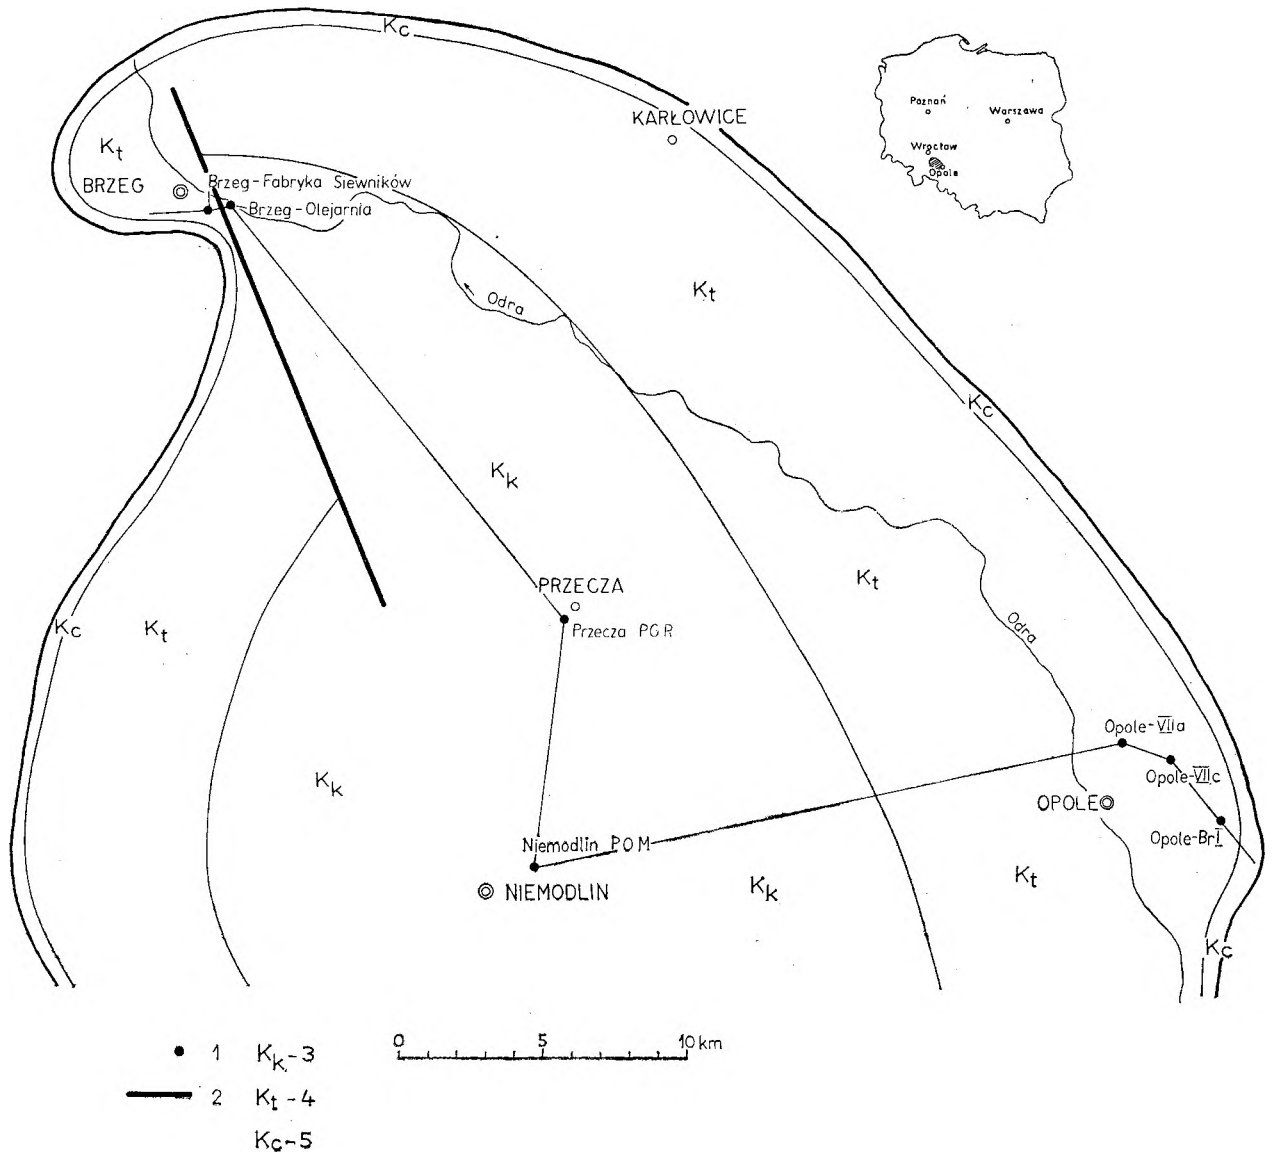 Kc
KARŁOWICE
Poznań
Warszawa
Wrocław
Opole
Kt
BRZEG
Brzeg-Fabryka Siewników
Brzeg-Olejarnia
Kt
Odra
Kc
Kk
Kt
PRZECZA
Przecza PGR
Odra
Kc
Kt
Opole-VIIa
Opole-VIIc
Kk
OPOLE
Opole-BrI
Niemodlin POM
NIEMODLIN
Kk
Kt
Kc
0 5 10 km
1 Kk-3
2 Kt-4
Kc-5